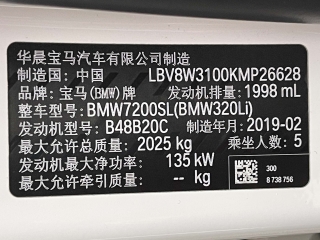 华晨宝马汽车有限公司制造
制造国：中国 LBV8W3100KMP26628
品牌：宝马(BMW)牌 发动机排量：1998 mL
整车型号：BMW7200SL(BMW320Li)
发动机型号：B48B20C 制造年月：2019-02
最大允许总质量： 2025 kg 乘坐人数：5
发动机最大净功率： 135 kW
最大允许牵引质量： -- kg
300
8 738 756